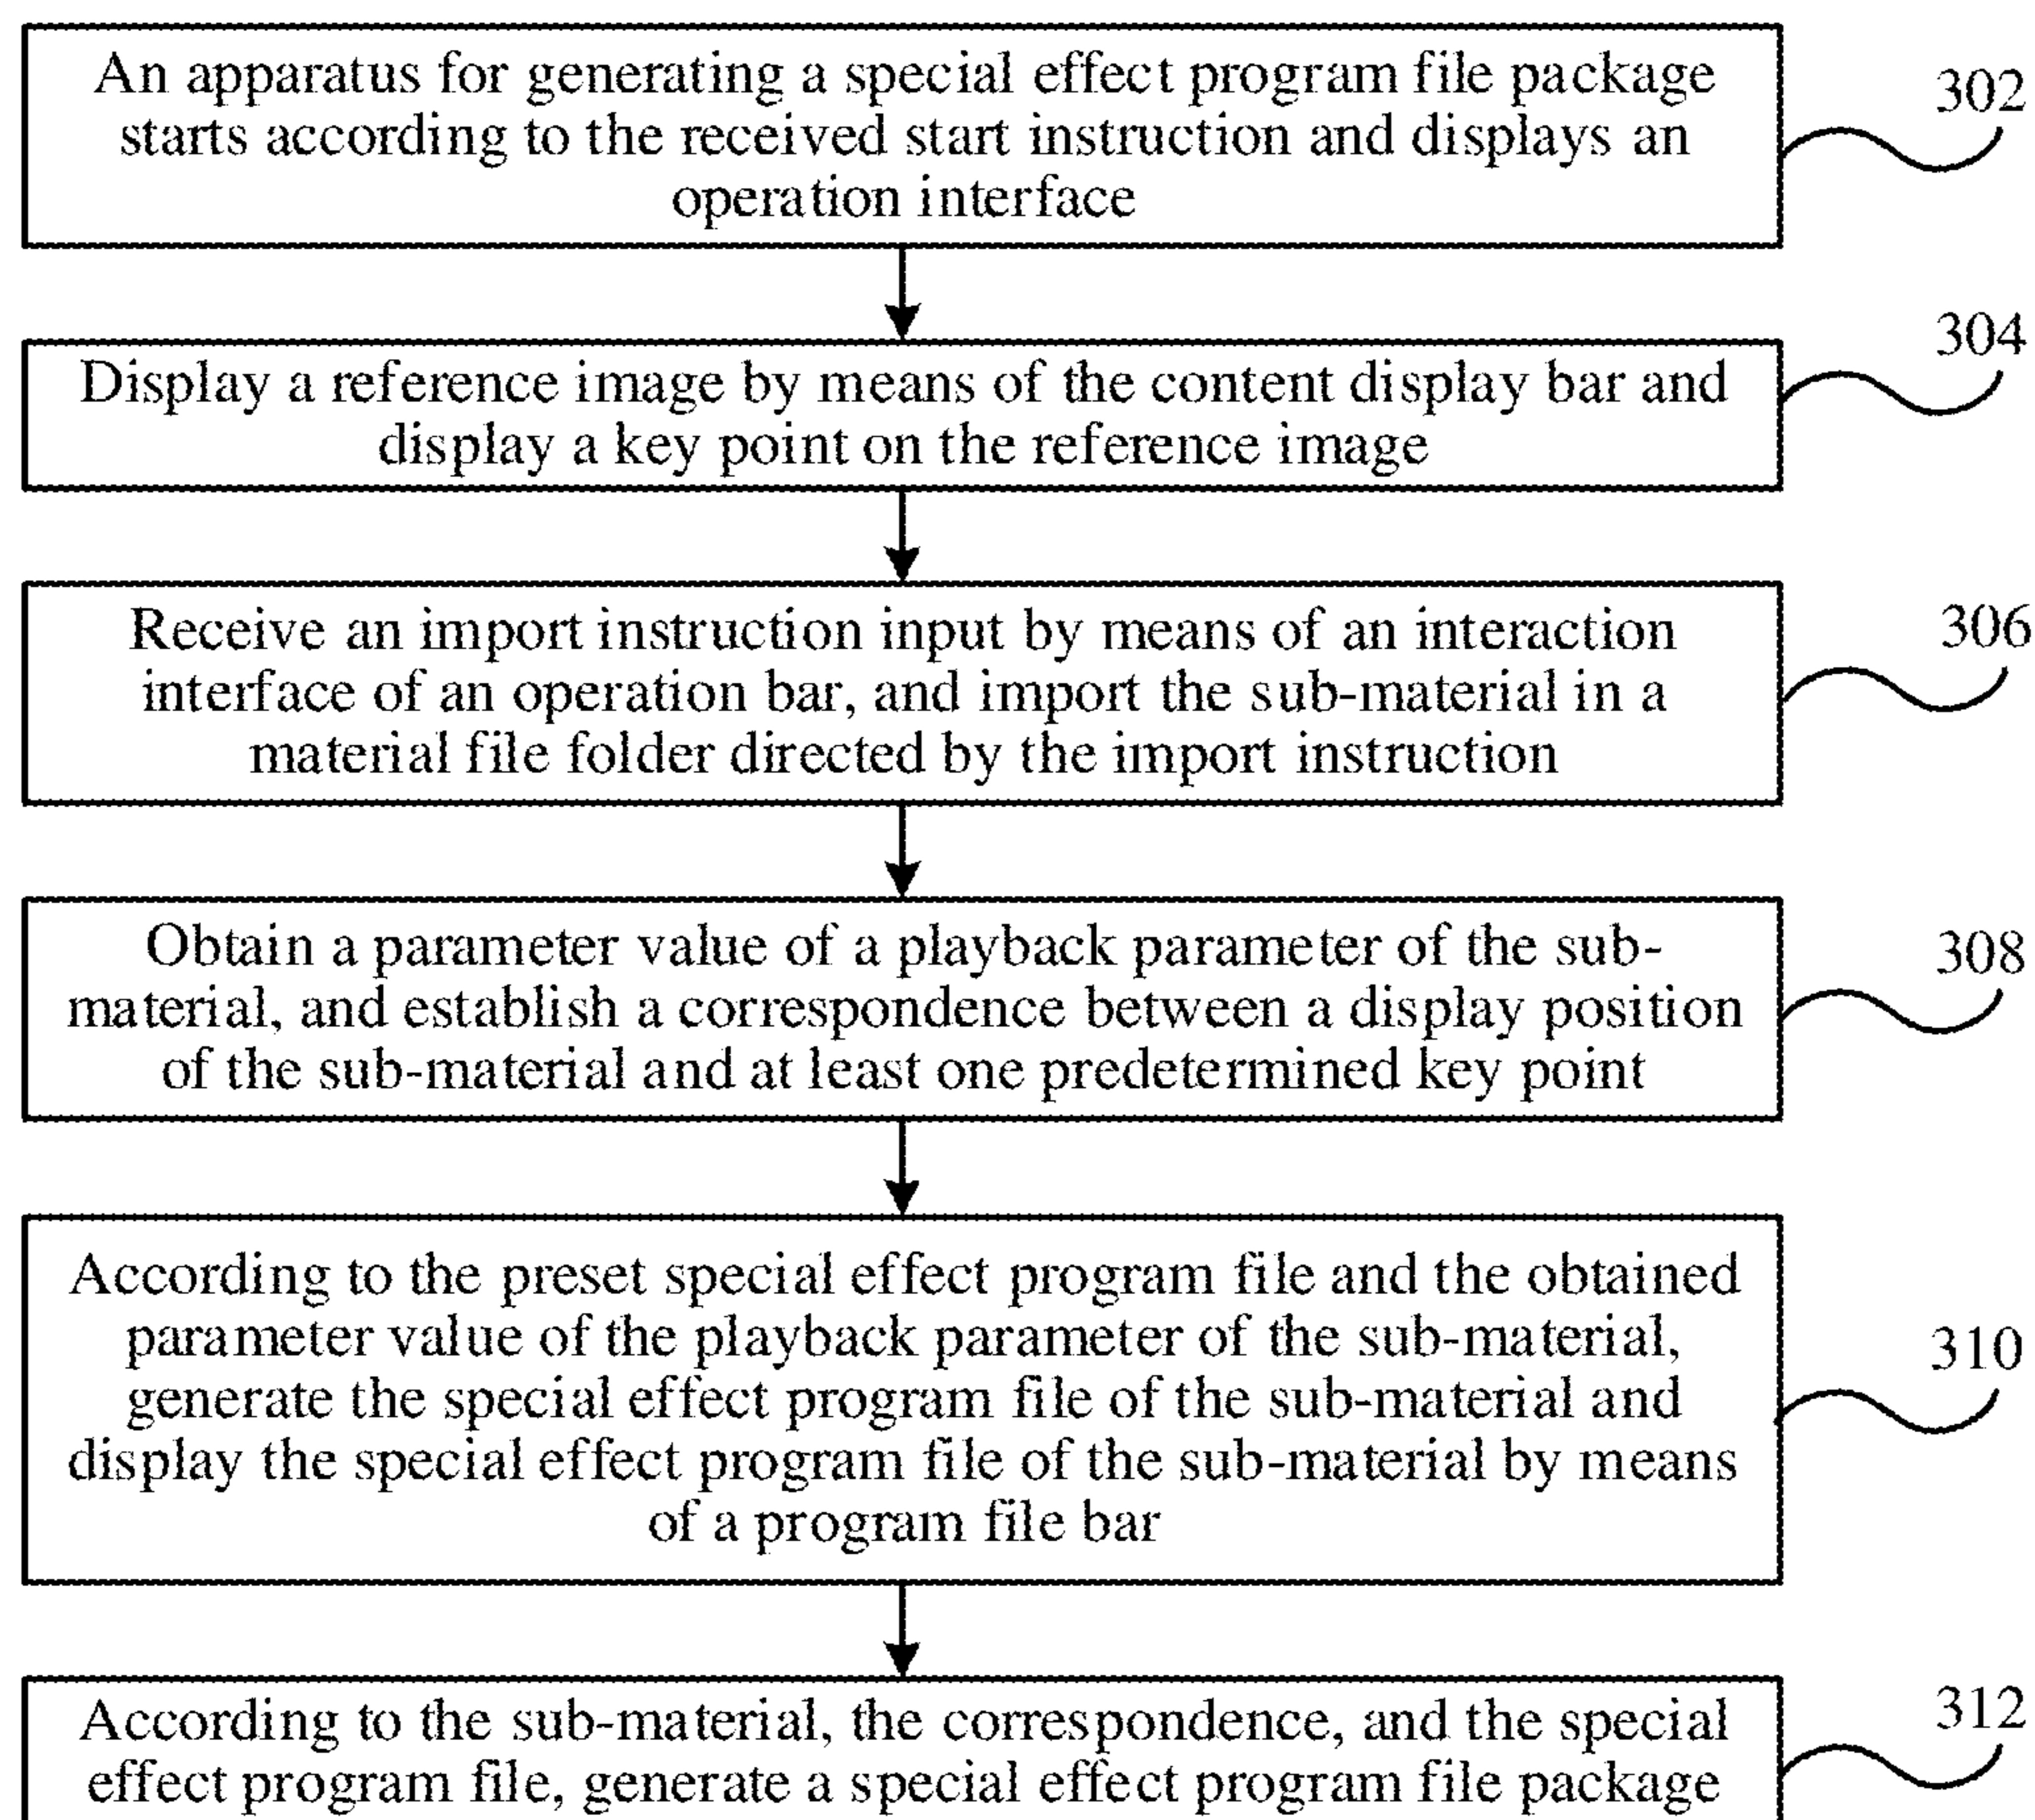 An apparatus for generating a special effect program file package
starts according to the received start instruction and displays an
operation interface
302
Display a reference image by means of the content display bar and
display a key point on the reference image
304
Receive an import instruction input by means of an interaction
interface of an operation bar, and import the sub-material in a
material file folder directed by the import instruction
306
Obtain a parameter value of a playback parameter of the sub-
material, and establish a correspondence between a display position
of the sub-material and at least one predetermined key point
308
According to the preset special effect program file and the obtained
parameter value of the playback parameter of the sub-material,
generate the special effect program file of the sub-material and
display the special effect program file of the sub-material by means
of a program file bar
310
According to the sub-material, the correspondence, and the special
effect program file, generate a special effect program file package
312